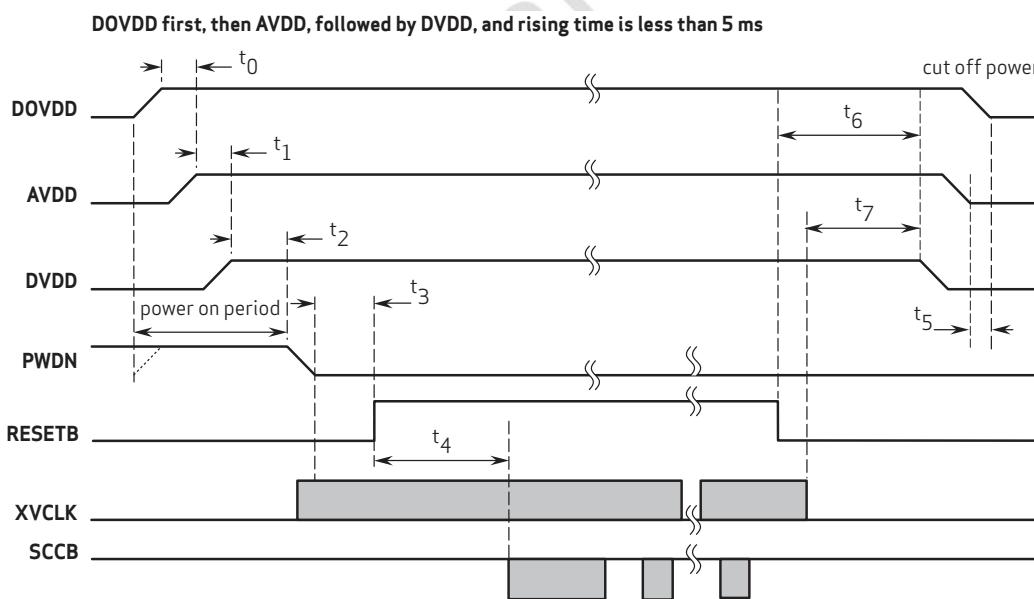 DOVDD first, then AVDD, followed by DVDD, and rising time is less than 5 ms
t0
cut off power
DOVDD
t6
t1
AVDD
t7
t2
DVDD
t3
power on period
t5
PWDN
RESETB
t4
XVCLK
SCCB